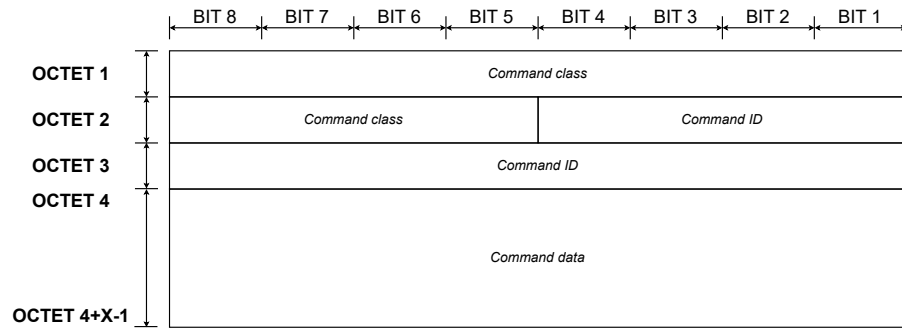 BIT 8 BIT 7 BIT 6 BIT 5 BIT 4 BIT 3 BIT 2 BIT 1
OCTET 1 Command class
OCTET 2 Command class Command ID
OCTET 3 Command ID
OCTET 4
Command data
OCTET 4+X-1